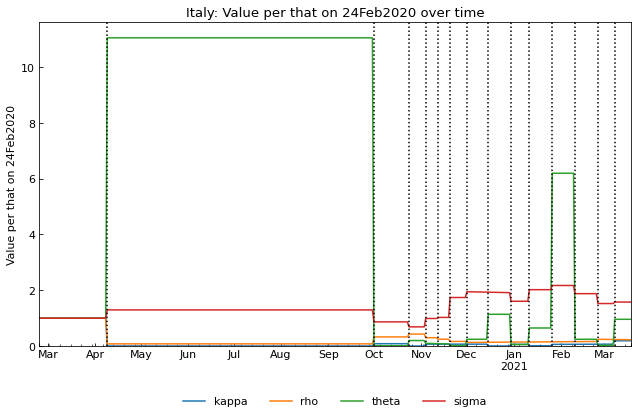 Italy: Value per that on 24Feb2020 over time
Value per that on 24Feb2020
10
8
6
4
2
0
Mar Apr May Jun Jul Aug Sep Oct Nov Dec Jan Feb Mar
2021
kappa rho theta sigma